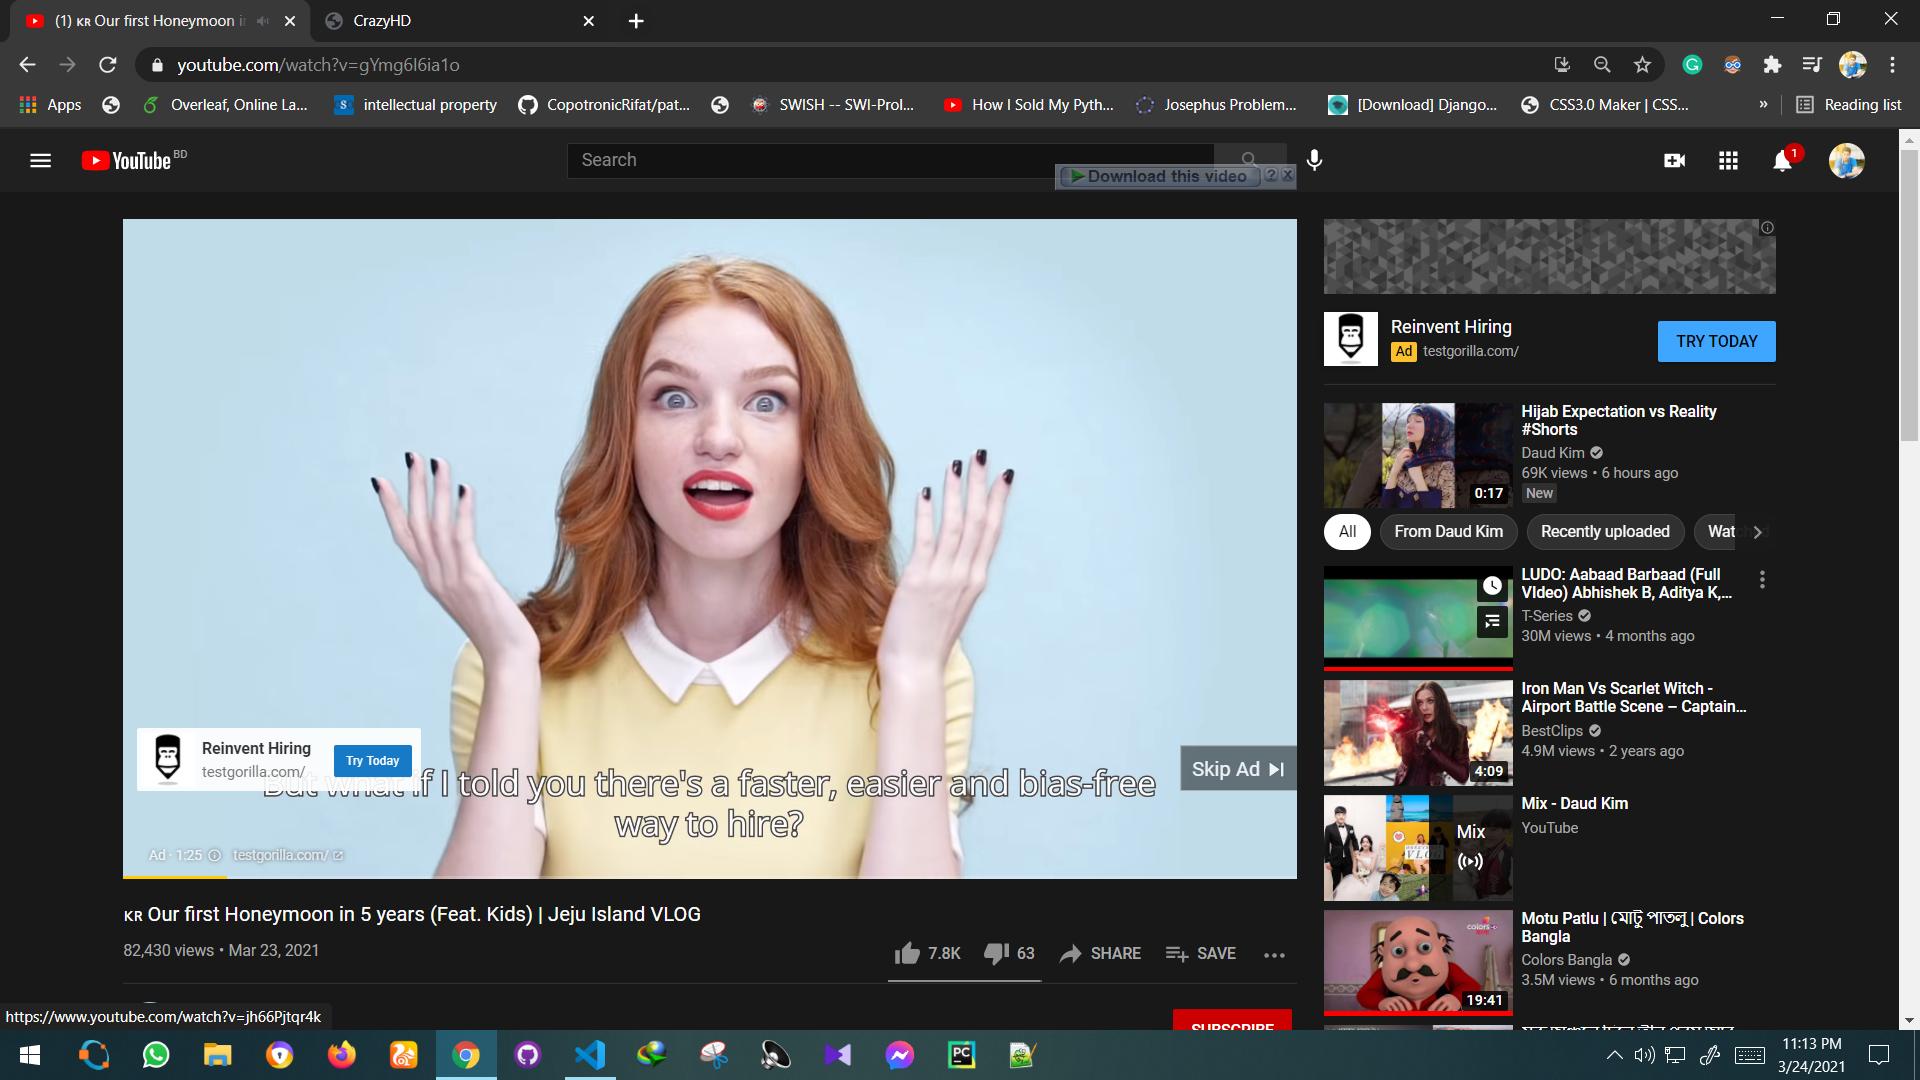 (1) ᴋʀ Our first Honeymoon i
CrazyHD
youtube.com/watch?v=gYmg6I6ia1o
Apps
Overleaf, Online La...
intellectual property
CopotronicRifat/pat...
SWISH -- SWI-Prol...
How I Sold My Pyth...
Josephus Problem...
[Download] Django...
CSS3.0 Maker | CSS...
»
Reading list
YouTube BD
Search
Download this video
1
Reinvent Hiring
Ad testgorilla.com/
TRY TODAY
Hijab Expectation vs Reality
#Shorts
Daud Kim
69K views • 6 hours ago
New
0:17
All
From Daud Kim
Recently uploaded
LUDO: Aabaad Barbaad (Full
VIdeo) Abhishek B, Aditya K,...
T-Series
30M views • 4 months ago
Iron Man Vs Scarlet Witch -
Airport Battle Scene – Captain...
BestClips
4.9M views • 2 years ago
4:09
Mix - Daud Kim
YouTube
Mix
Motu Patlu | মোটু পাতলু | Colors
Bangla
Colors Bangla
3.5M views • 6 months ago
19:41
Reinvent Hiring
testgorilla.com/
Try Today
Skip Ad
But what if I told you there's a faster, easier and bias-free
way to hire?
Ad · 1:25
testgorilla.com/
ᴋʀ Our first Honeymoon in 5 years (Feat. Kids) | Jeju Island VLOG
82,430 views • Mar 23, 2021
7.8K
63
SHARE
SAVE
SUBSCRIBE
https://www.youtube.com/watch?v=jh66Pjtqr4k
11:13 PM
3/24/2021